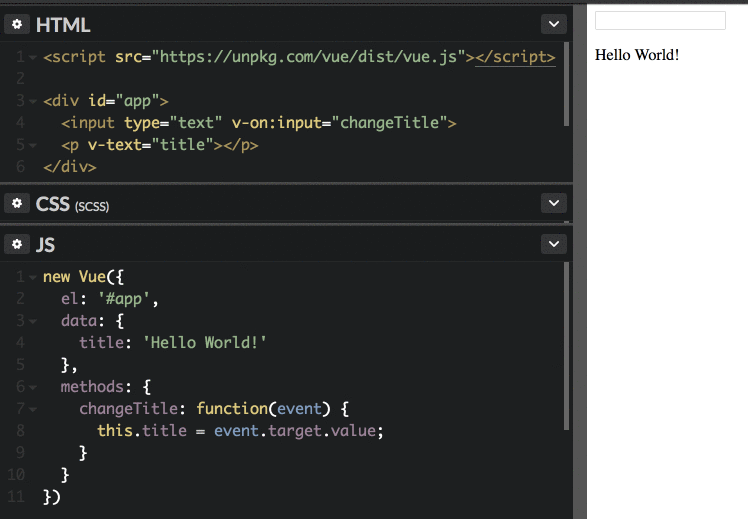 HTML
1 <script src="https://unpkg.com/vue/dist/vue.js"></script>
2
3 <div id="app">
4   <input type="text" v-on:input="changeTitle">
5   <p v-text="title"></p>
6 </div>
CSS (SCSS)
JS
1 new Vue({
2   el: '#app',
3   data: {
4     title: 'Hello World!'
5   },
6   methods: {
7     changeTitle: function(event) {
8       this.title = event.target.value;
9     }
10   }
11 })
Hello World!